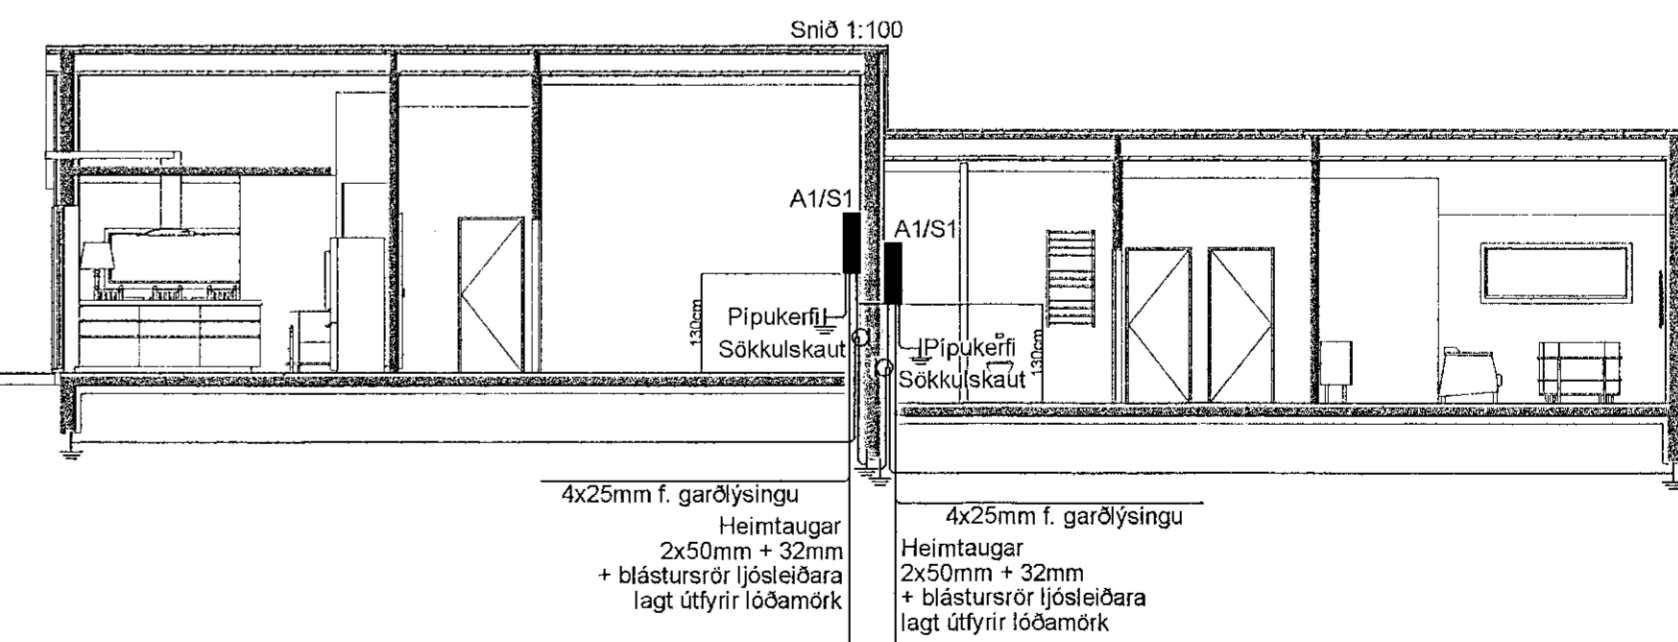 Snið 1:100
A1/S1
A1/S1
130cm
Pípukerfi
Sökkulskaut
Pípukerfi
Sökkulskaut
130cm
4x25mm f. garðlýsingu
Heimtaugar
2x50mm + 32mm
+ blástursrör ljósleiðara
lagt útfyrir lóðamörk
4x25mm f. garðlýsingu
Heimtaugar
2x50mm + 32mm
+ blástursrör ljósleiðara
lagt útfyrir lóðamörk